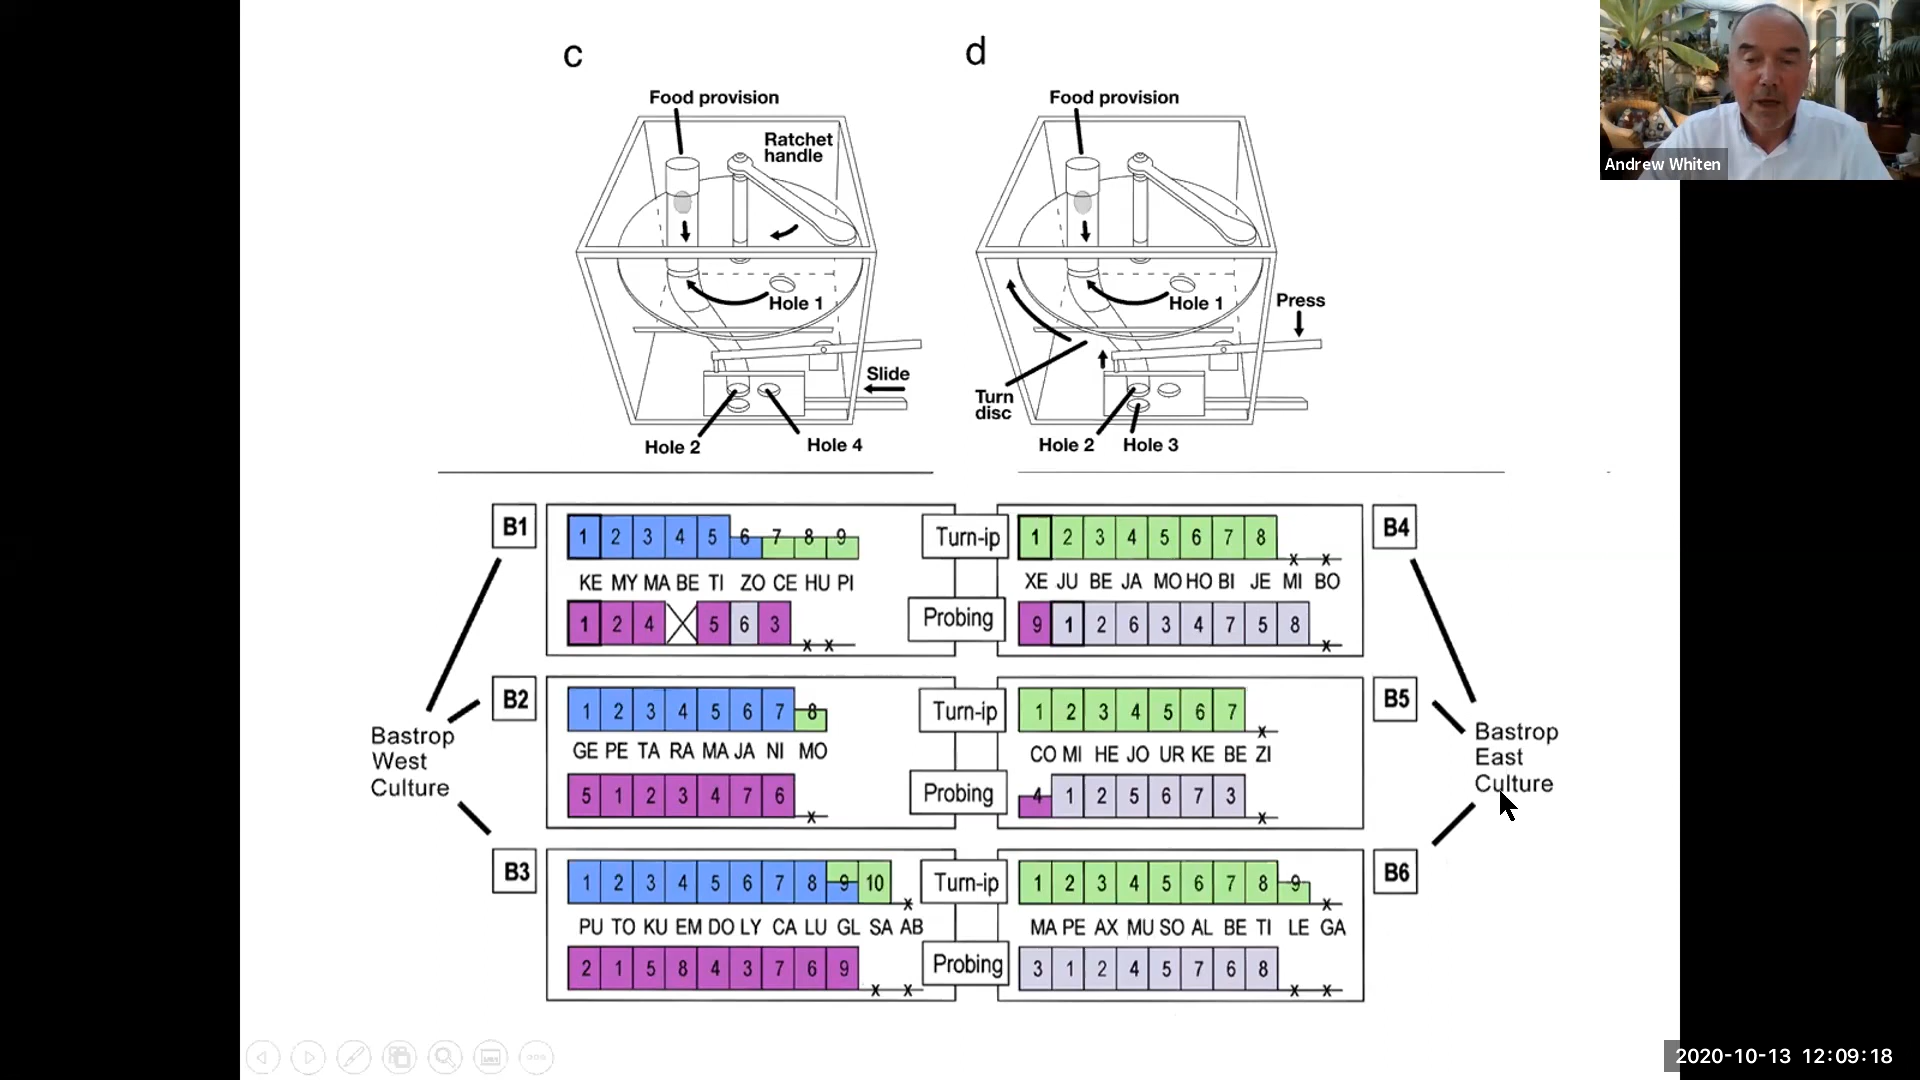 c
d
Food provision
Ratchet
handle
Hole 1
Slide
Hole 2
Hole 4
Food provision
Hole 1
Press
Turn
disc
Hole 2 Hole 3
Andrew Whiten
B1
1 2 3 4 5 6 7 8 9
KE MY MA BE TI ZO CE HU PI
1 2 4 X 5 6 3 x x
Turn-ip
Probing
1 2 3 4 5 6 7 8 x x
XE JU BE JA MO HO BI JE MI BO
9 1 2 6 3 4 7 5 8 x
B4
B2
1 2 3 4 5 6 7 8
GE PE TA RA MA JA NI MO
5 1 2 3 4 7 6 x
Turn-ip
Probing
1 2 3 4 5 6 7 x
CO MI HE JO UR KE BE ZI
4 1 2 5 6 7 3 x
B5
Bastrop
West
Culture
Bastrop
East
Culture
B3
1 2 3 4 5 6 7 8 9 10 x
PU TO KU EM DO LY CA LU GL SA AB
2 1 5 8 4 3 7 6 9 x x
Turn-ip
Probing
1 2 3 4 5 6 7 8 9 x
MA PE AX MU SO AL BE TI LE GA
3 1 2 4 5 7 6 8 x x
B6
2020-10-13 12:09:18